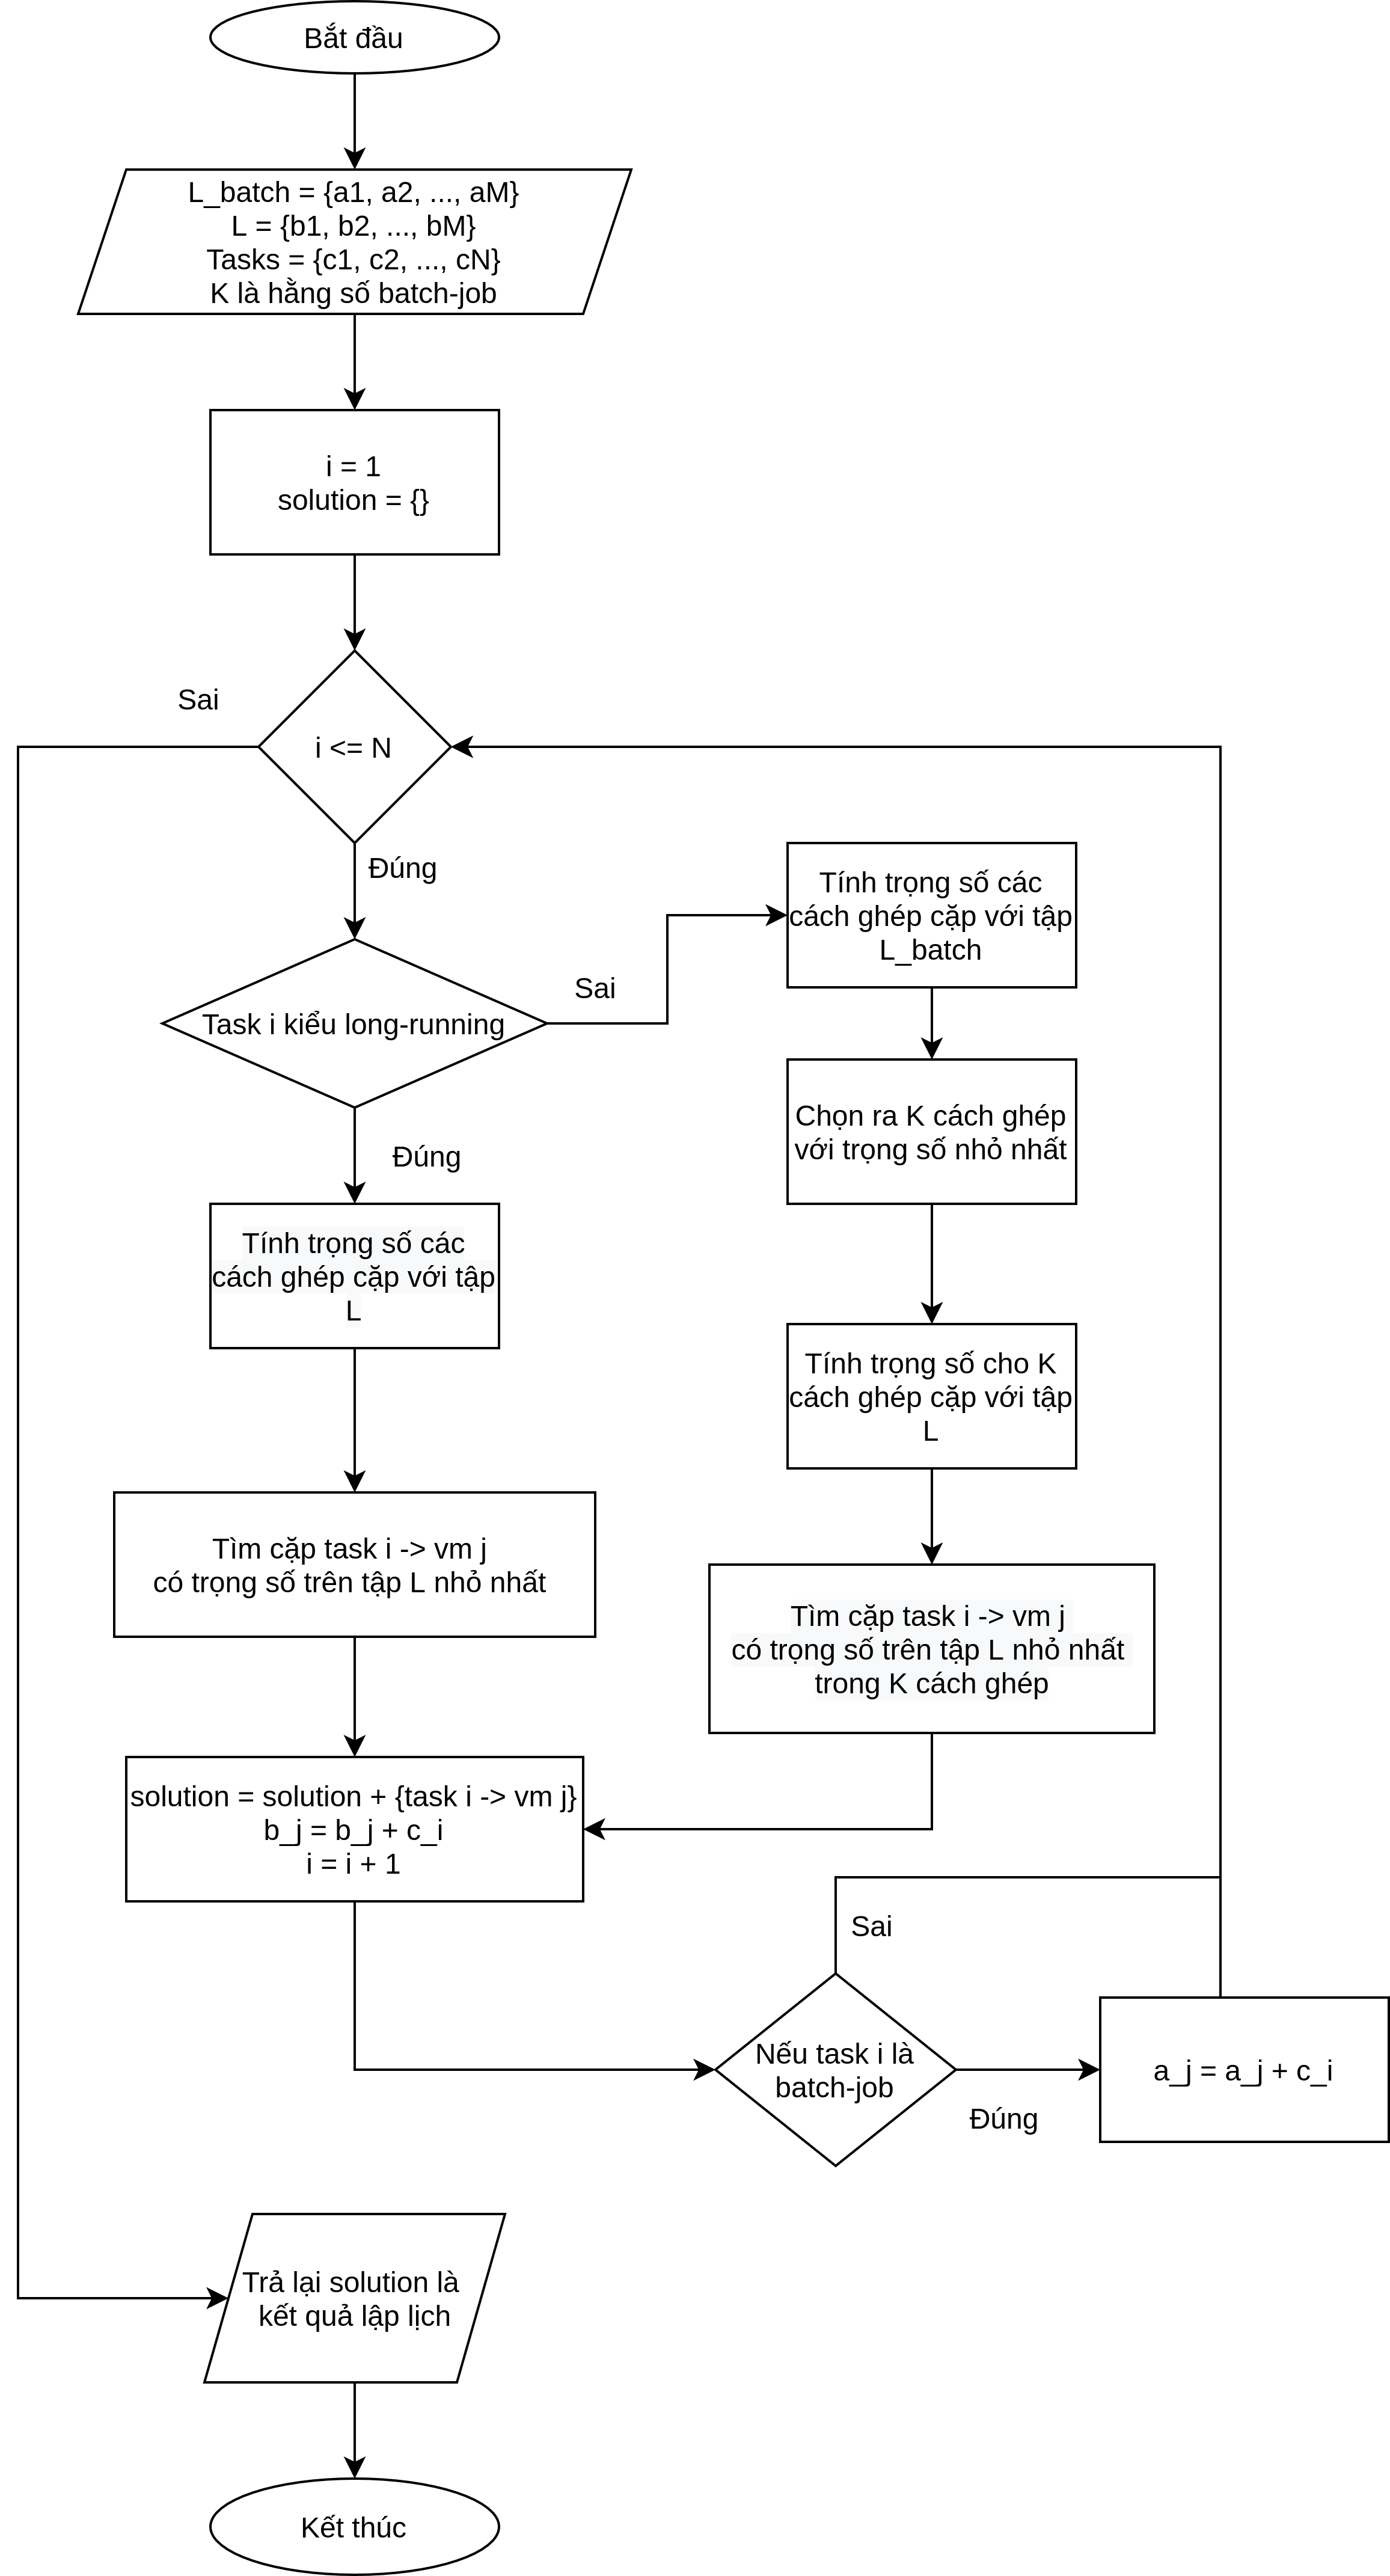 Bắt đầu
L_batch = {a1, a2, ..., aM}
L = {b1, b2, ..., bM}
Tasks = {c1, c2, ..., cN}
K là hằng số batch-job
i = 1
solution = {}
Sai
i <= N
Đúng
Task i kiểu long-running
Sai
Tính trọng số các
cách ghép cặp với tập
L_batch
Chọn ra K cách ghép
với trọng số nhỏ nhất
Đúng
Tính trọng số các
cách ghép cặp với tập
L
Tính trọng số cho K
cách ghép cặp với tập
L
Tìm cặp task i -> vm j
có trọng số trên tập L nhỏ nhất
Tìm cặp task i -> vm j
có trọng số trên tập L nhỏ nhất
trong K cách ghép
solution = solution + {task i -> vm j}
b_j = b_j + c_i
i = i + 1
Sai
Nếu task i là
batch-job
Đúng
a_j = a_j + c_i
Trả lại solution là
kết quả lập lịch
Kết thúc